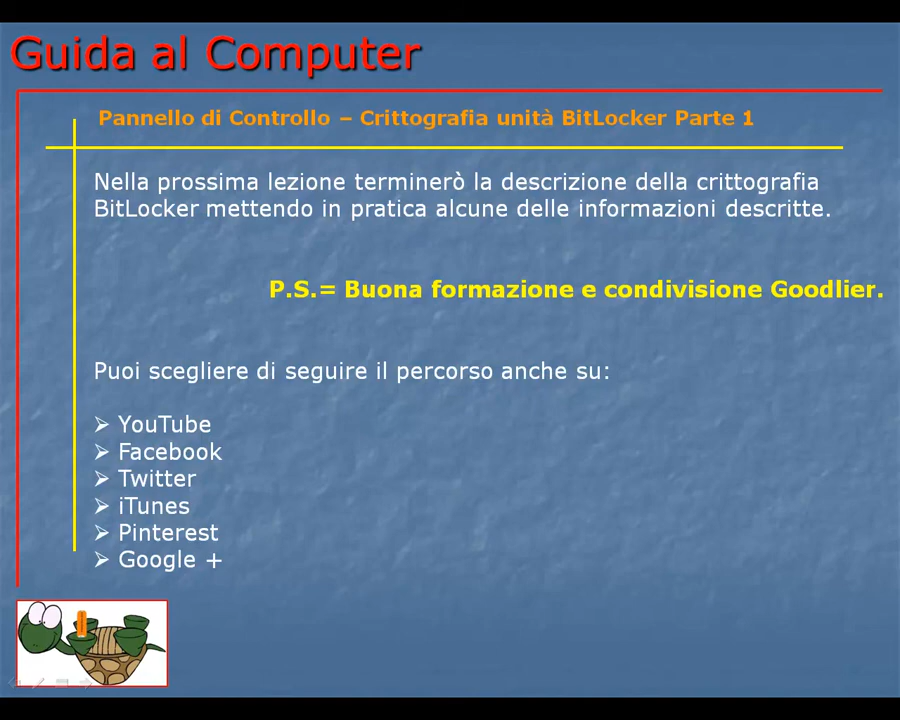 Guida al Computer
Pannello di Controllo – Crittografia unità BitLocker Parte 1
Nella prossima lezione terminerò la descrizione della crittografia
BitLocker mettendo in pratica alcune delle informazioni descritte.
P.S.= Buona formazione e condivisione Goodlier.
Puoi scegliere di seguire il percorso anche su:
➢ YouTube
➢ Facebook
➢ Twitter
➢ iTunes
➢ Pinterest
➢ Google +